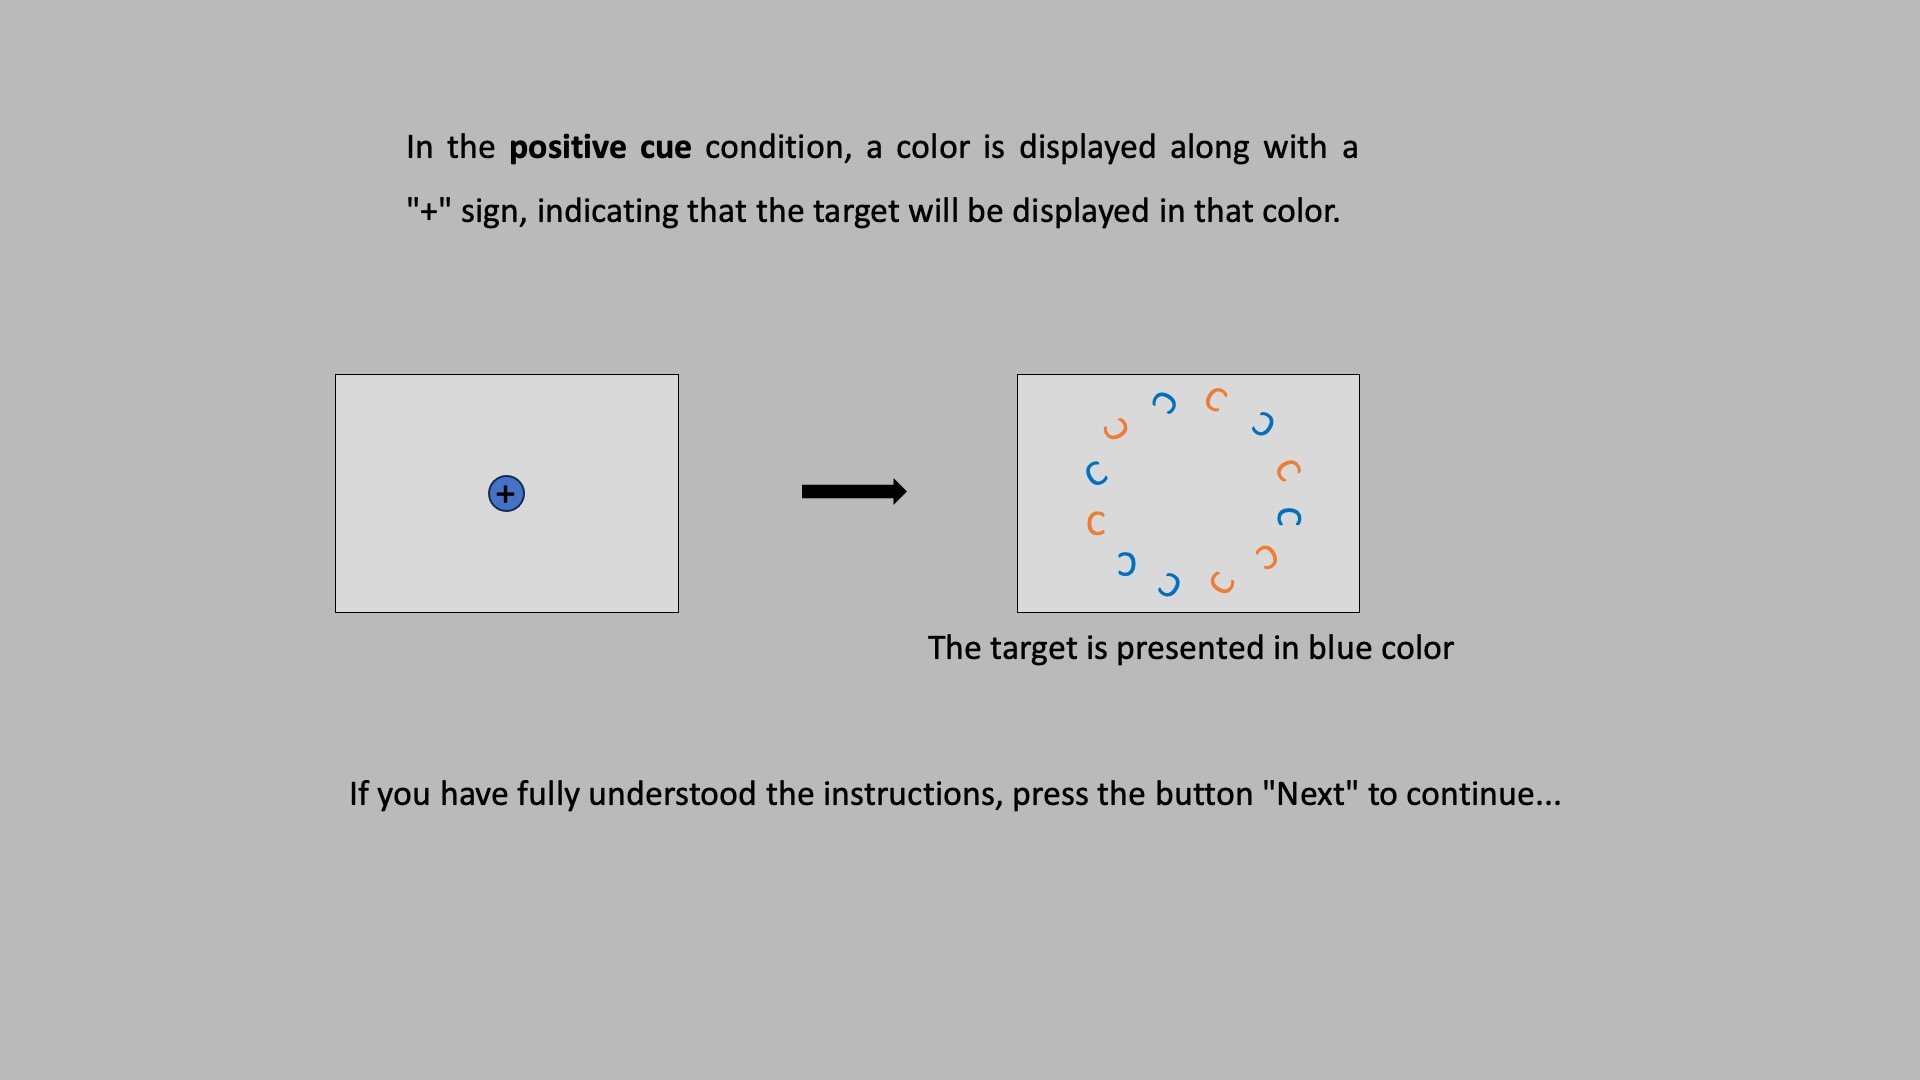 In the positive cue condition, a color is displayed along with a
"+" sign, indicating that the target will be displayed in that color.
+
C C C C C C C C C C C C
The target is presented in blue color
If you have fully understood the instructions, press the button "Next" to continue...